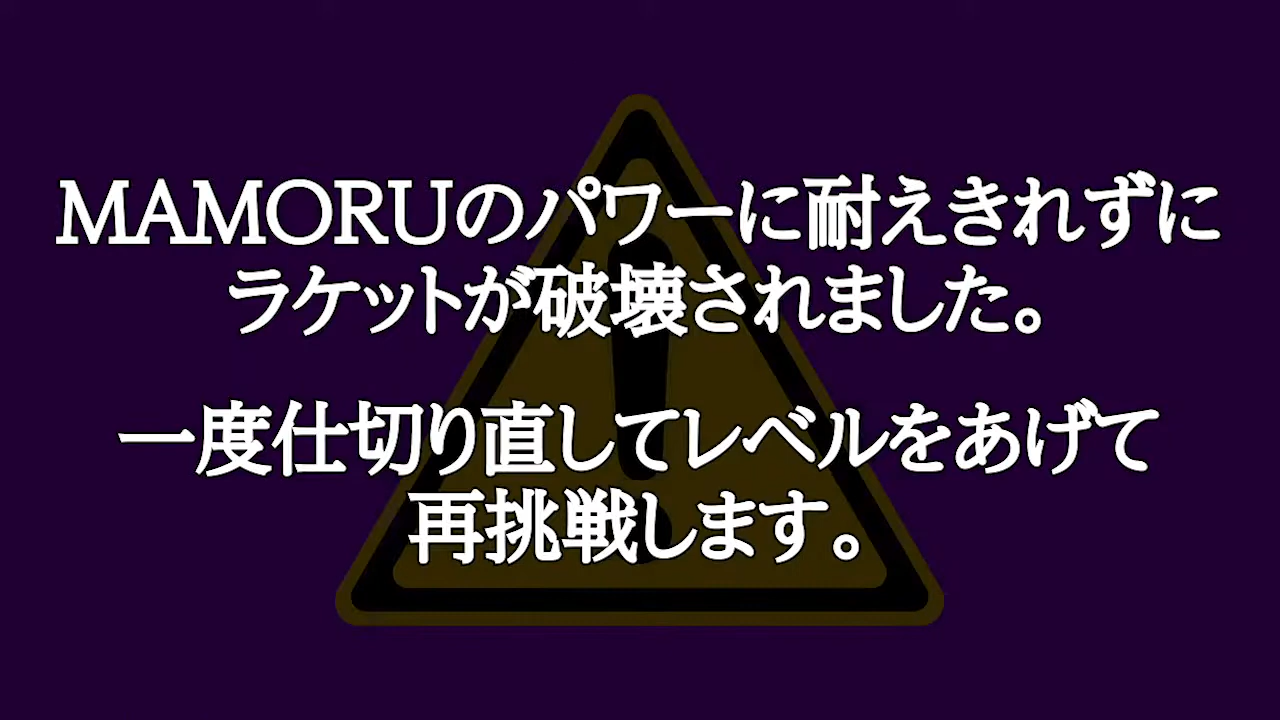 MAMORUのパワーに耐えきれずに
ラケットが破壊されました。
一度仕切り直してレベルをあげて
再挑戦します。